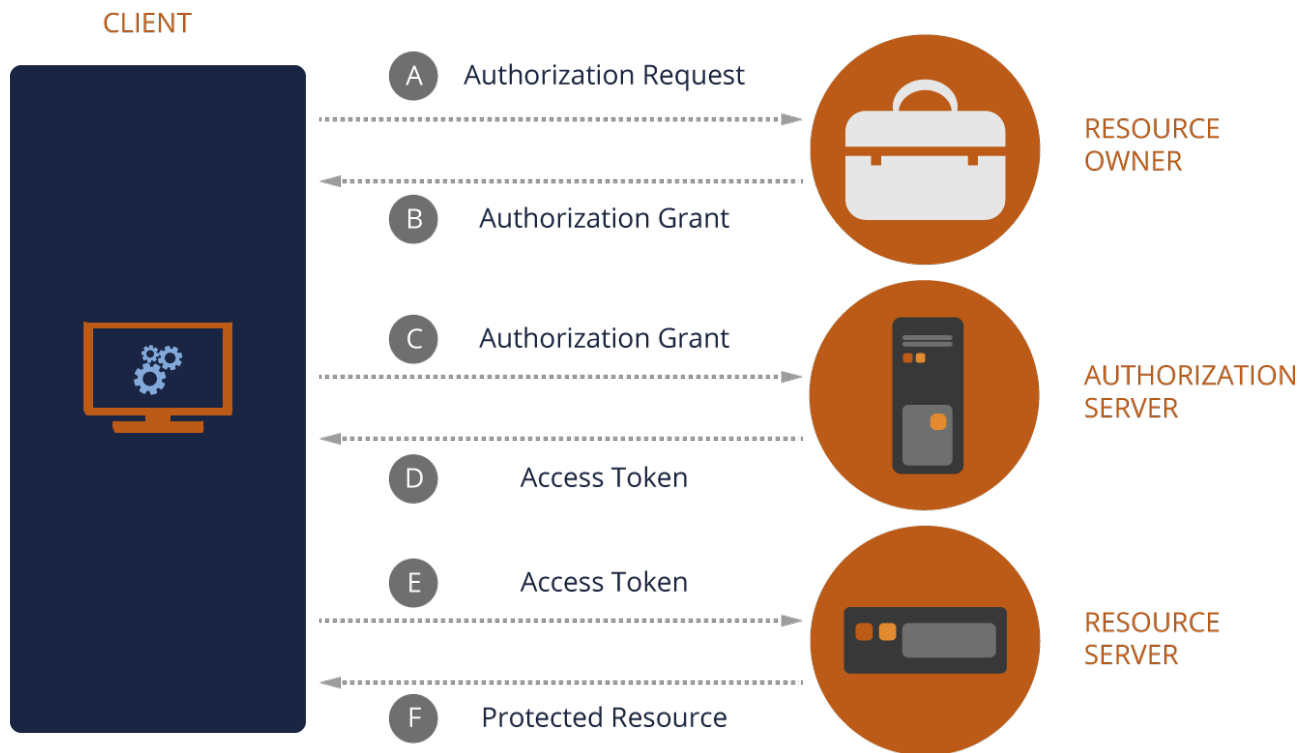 CLIENT
A Authorization Request
RESOURCE
OWNER
B Authorization Grant
C Authorization Grant
AUTHORIZATION
SERVER
D Access Token
E Access Token
RESOURCE
SERVER
F Protected Resource